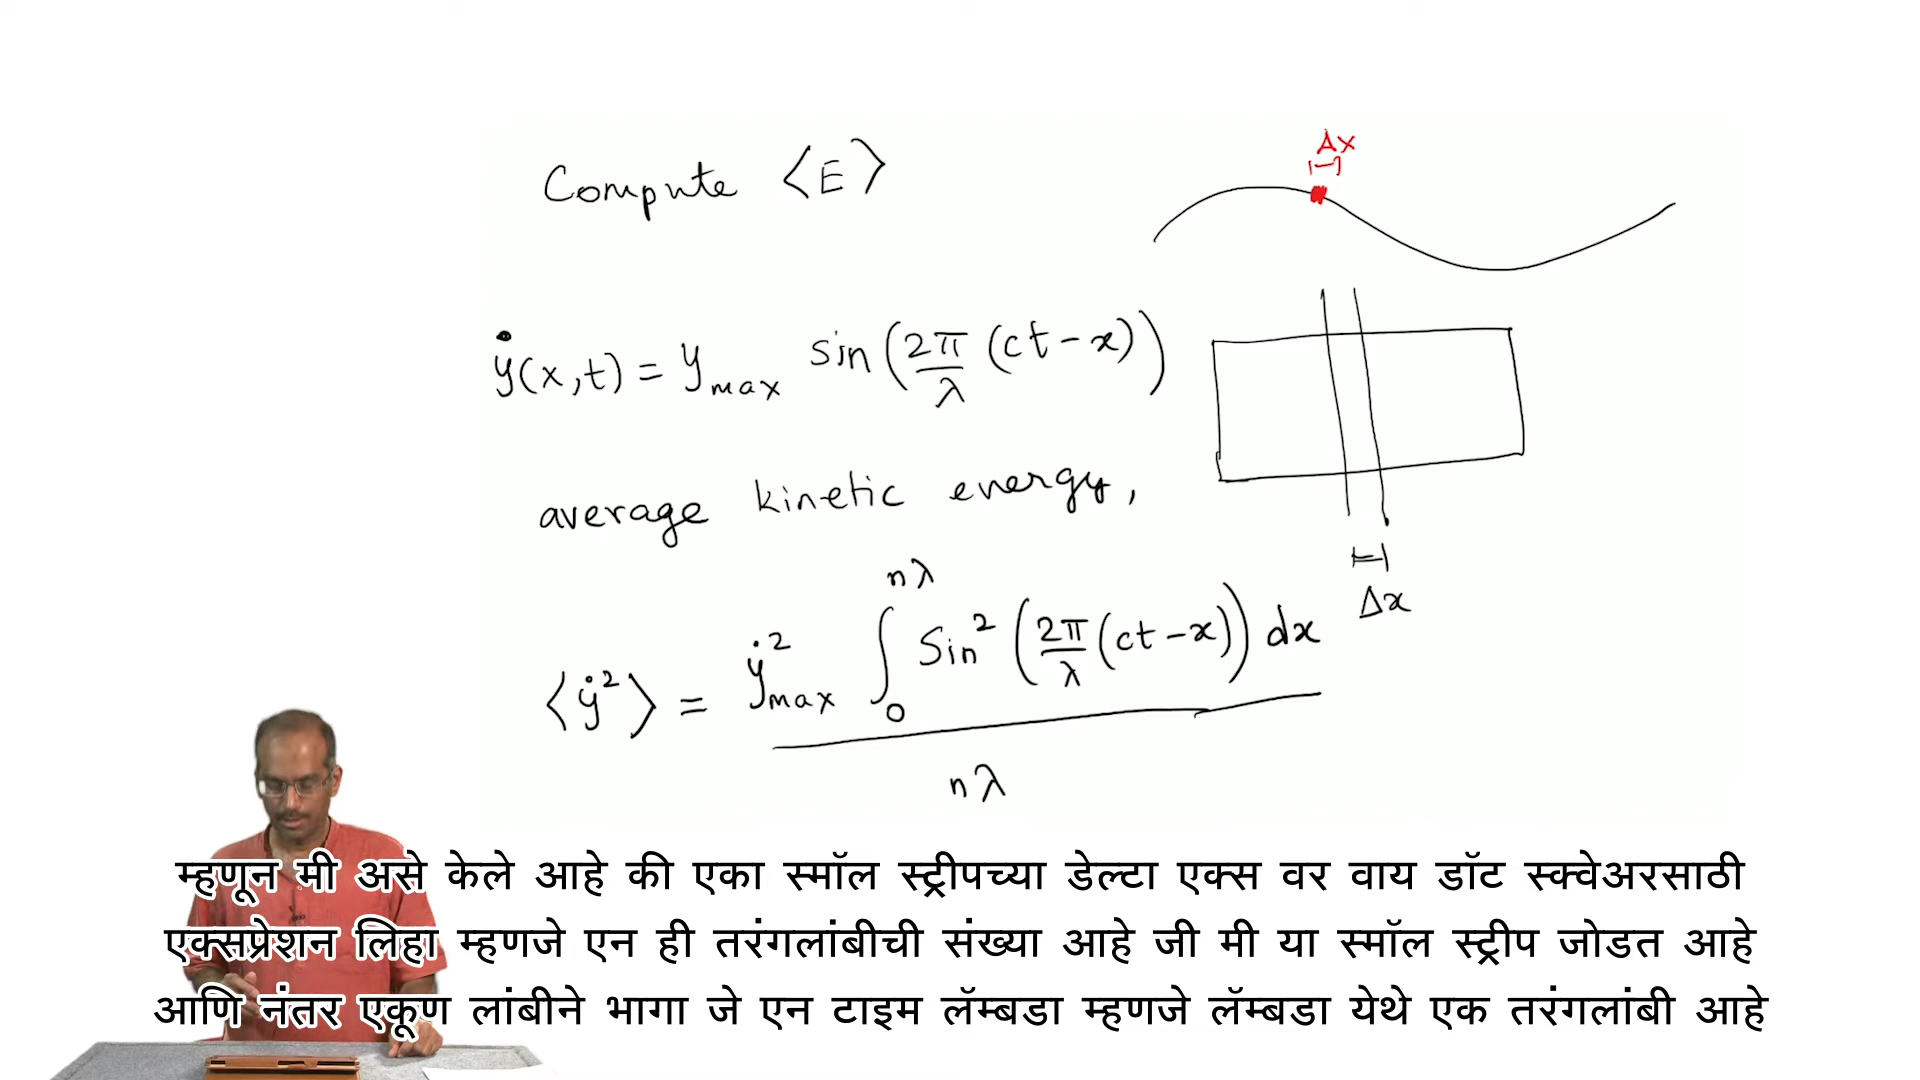 Compute ⟨E⟩
Δx
ẏ(x,t) = y_max sin(2π/λ (ct-x))
average kinetic energy,
⟨ẏ²⟩ = ẏ²_max ∫₀^{nλ} Sin² (2π/λ (ct-x)) dx / nλ
Δx
म्हणून मी असे केले आहे की एका स्मॉल स्ट्रीपच्या डेल्टा एक्स वर वाय डॉट स्क्वेअरसाठी
एक्सप्रेशन लिहा म्हणजे एन ही तरंगलांबीची संख्या आहे जी मी या स्मॉल स्ट्रीप जोडत आहे
आणि नंतर एकूण लांबीने भागा जे एन टाइम लॅम्बडा म्हणजे लॅम्बडा येथे एक तरंगलांबी आहे